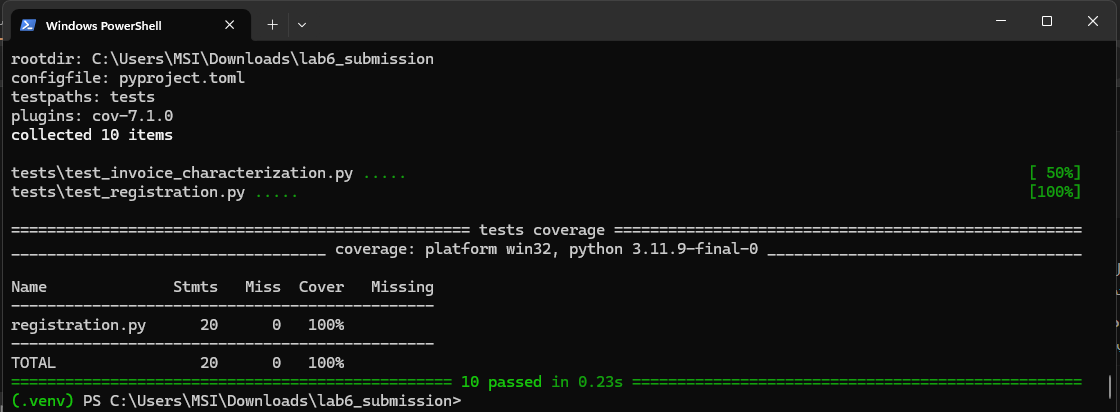 Windows PowerShell
rootdir: C:\Users\MSI\Downloads\lab6_submission
configfile: pyproject.toml
testpaths: tests
plugins: cov-7.1.0
collected 10 items
tests\test_invoice_characterization.py ..... [ 50%]
tests\test_registration.py ..... [100%]
==================================================== tests coverage ====================================================
___________________________________ coverage: platform win32, python 3.11.9-final-0 ___________________________________
Name Stmts Miss Cover Missing
-----------------------------------------------
registration.py 20 0 100%
-----------------------------------------------
TOTAL 20 0 100%
================================================== 10 passed in 0.23s ==================================================
(.venv) PS C:\Users\MSI\Downloads\lab6_submission>